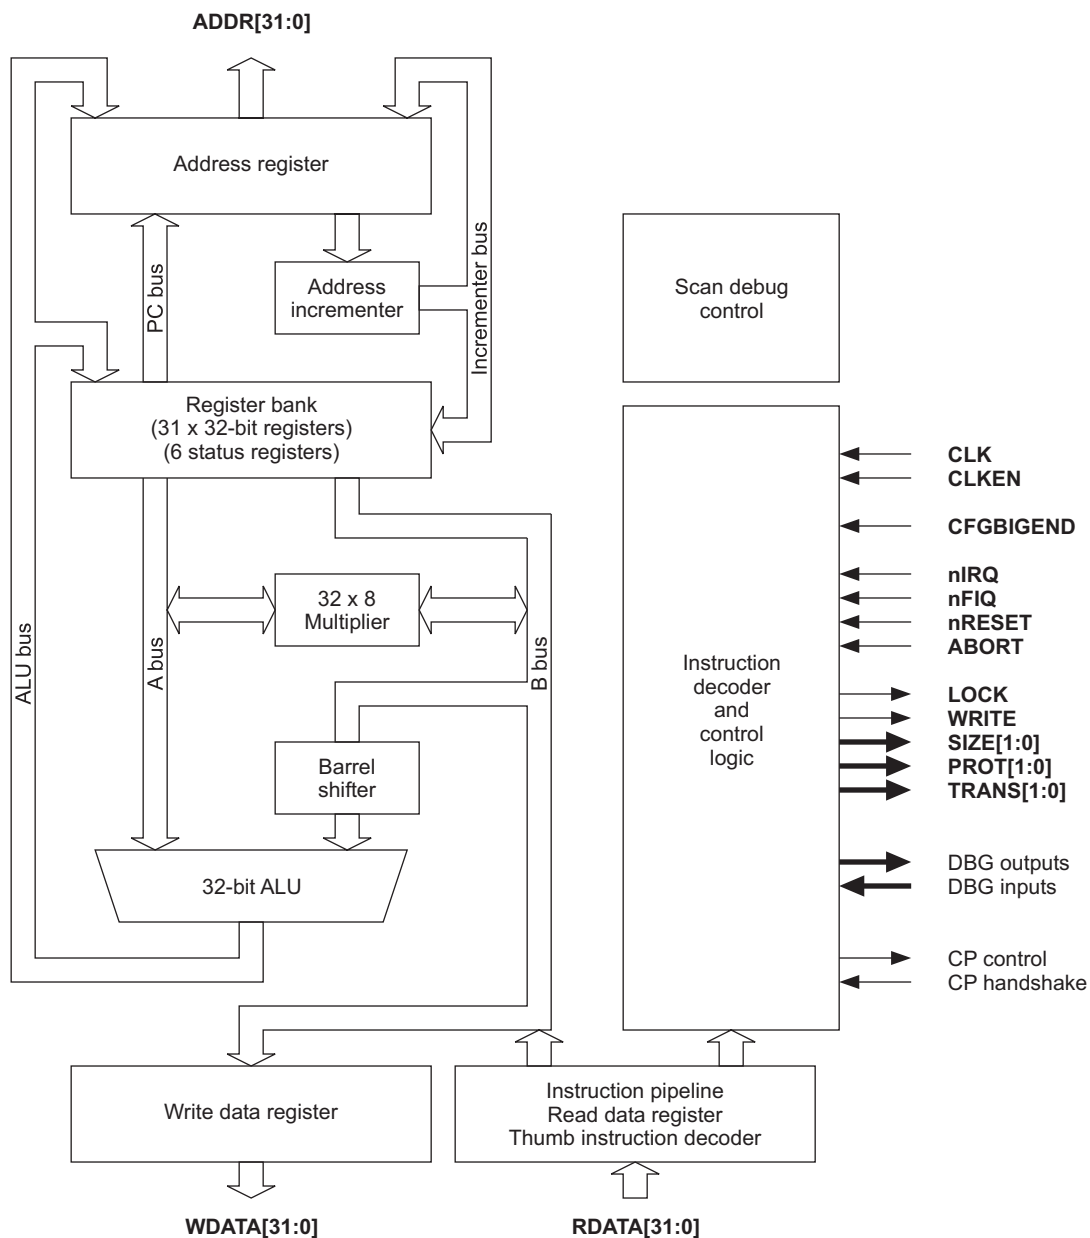 ADDR[31:0]
Address register
PC bus
Address
incrementer
Incrementer bus
Scan debug
control
Register bank
(31 x 32-bit registers)
(6 status registers)
ALU bus
A bus
32 x 8
Multiplier
B bus
Barrel
shifter
32-bit ALU
Instruction
decoder
and
control
logic
CLK
CLKEN
CFGBIGEND
nIRQ
nFIQ
nRESET
ABORT
LOCK
WRITE
SIZE[1:0]
PROT[1:0]
TRANS[1:0]
DBG outputs
DBG inputs
CP control
CP handshake
Write data register
Instruction pipeline
Read data register
Thumb instruction decoder
WDATA[31:0]
RDATA[31:0]